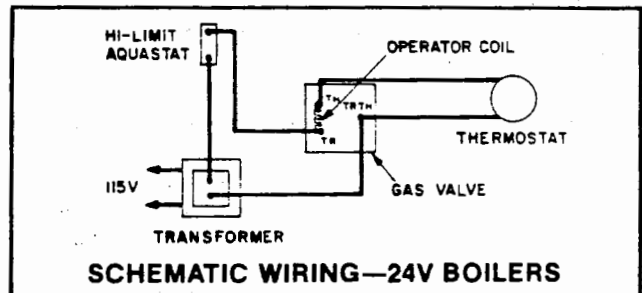 HI-LIMIT
AQUASTAT
OPERATOR COIL
TH
TR TH
TR
THERMOSTAT
115V
GAS VALVE
TRANSFORMER
SCHEMATIC WIRING—24V BOILERS